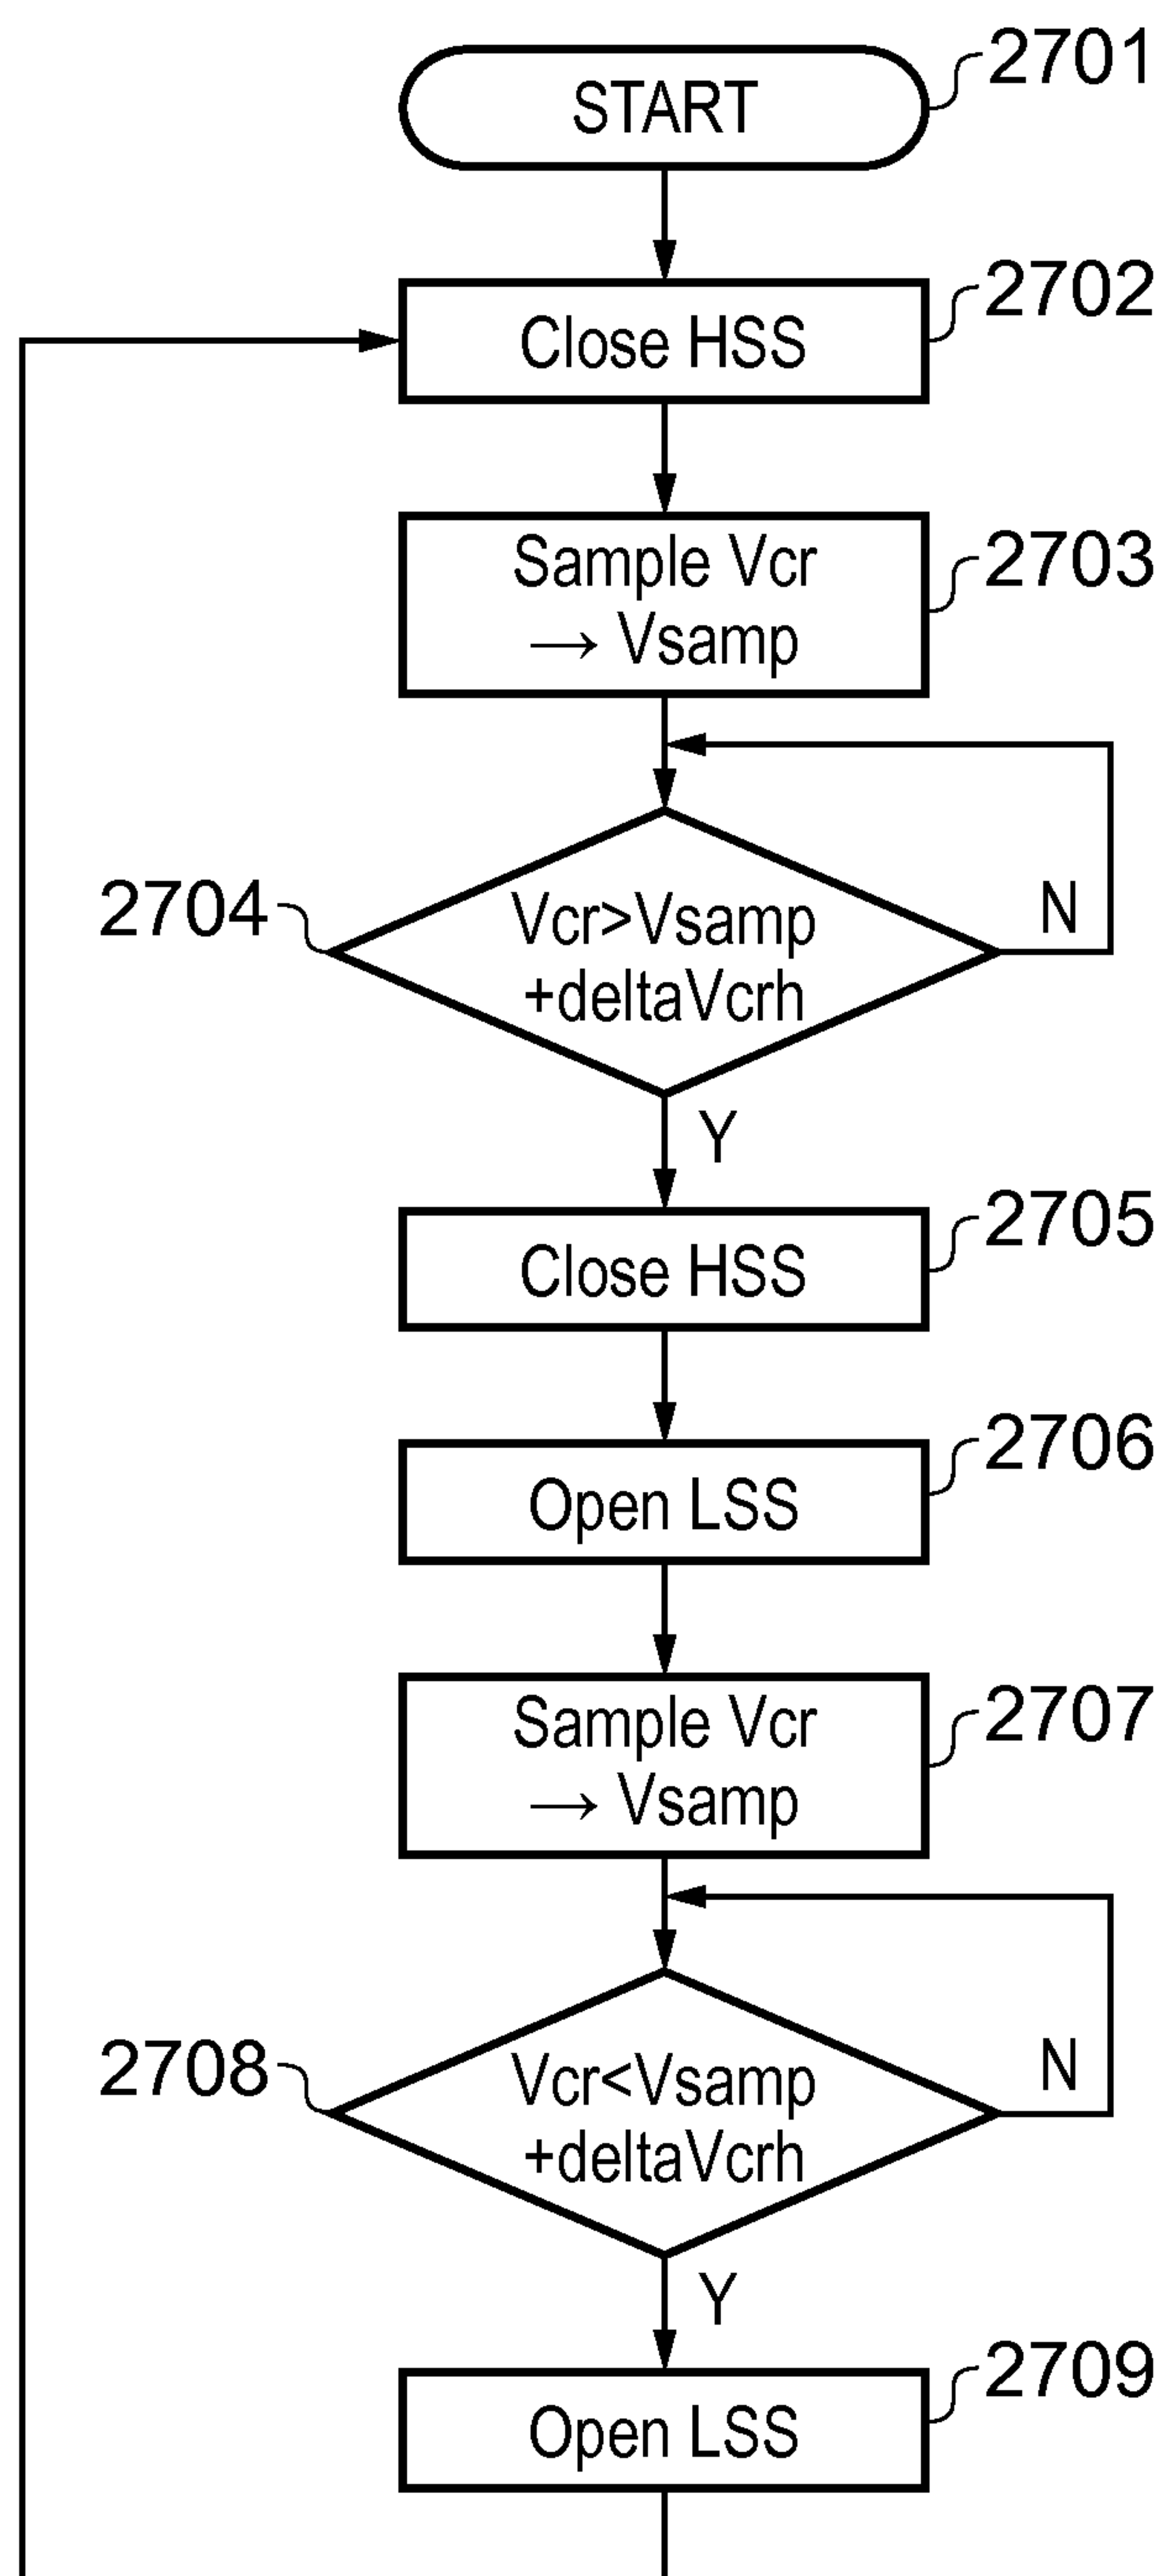 START
2701
Close HSS
2702
Sample Vcr
→ Vsamp
2703
Vcr>Vsamp
+deltaVcrh
2704
N
Y
Close HSS
2705
Open LSS
2706
Sample Vcr
→ Vsamp
2707
Vcr<Vsamp
+deltaVcrh
2708
N
Y
Open LSS
2709